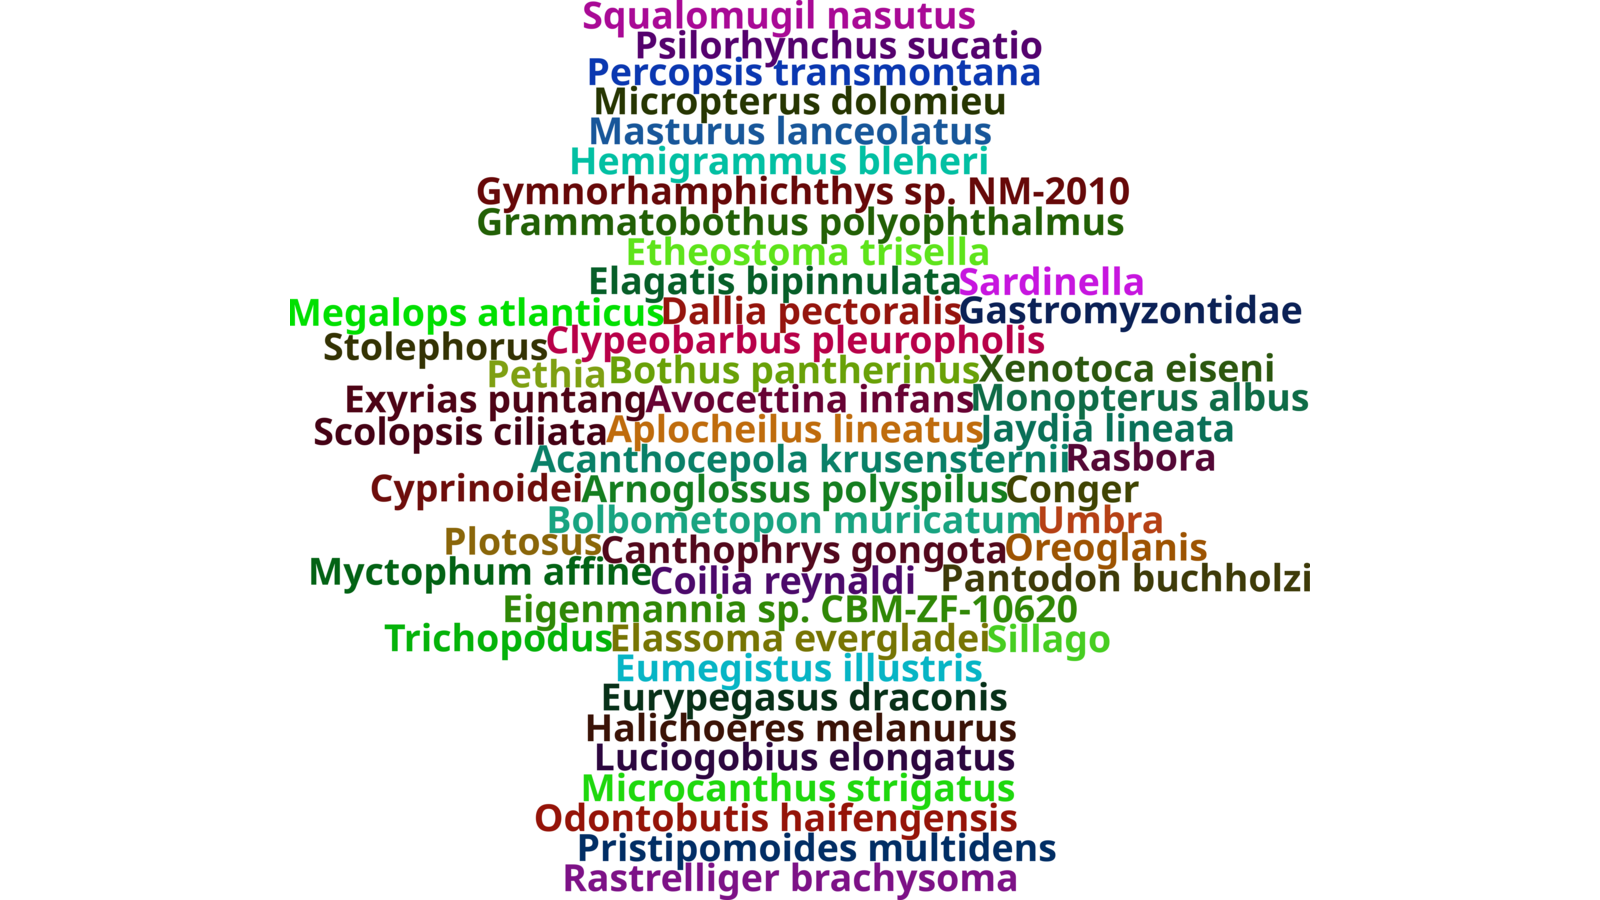 Squalomugil nasutus
Psilorhynchus sucatio
Percopsis transmontana
Micropterus dolomieu
Masturus lanceolatus
Hemigrammus bleheri
Gymnorhamphichthys sp. NM-2010
Grammatobothus polyophthalmus
Etheostoma trisella
Elagatis bipinnulata Sardinella
Megalops atlanticus Dallia pectoralis Gastromyzontidae
Stolephorus Clypeobarbus pleuropholis
Pethia Bothus pantherinus Xenotoca eiseni
Exyrias puntang Avocettina infans Monopterus albus
Scolopsis ciliata Aplocheilus lineatus Jaydia lineata
Acanthocepola krusensternii Rasbora
Cyprinoidei Arnoglossus polyspilus Conger
Bolbometopon muricatum Umbra
Plotosus Canthophrys gongota Oreoglanis
Myctophum affine Coilia reynaldi Pantodon buchholzi
Eigenmannia sp. CBM-ZF-10620
Trichopodus Elassoma evergladei Sillago
Eumegistus illustris
Eurypegasus draconis
Halichoeres melanurus
Luciogobius elongatus
Microcanthus strigatus
Odontobutis haifengensis
Pristipomoides multidens
Rastrelliger brachysoma